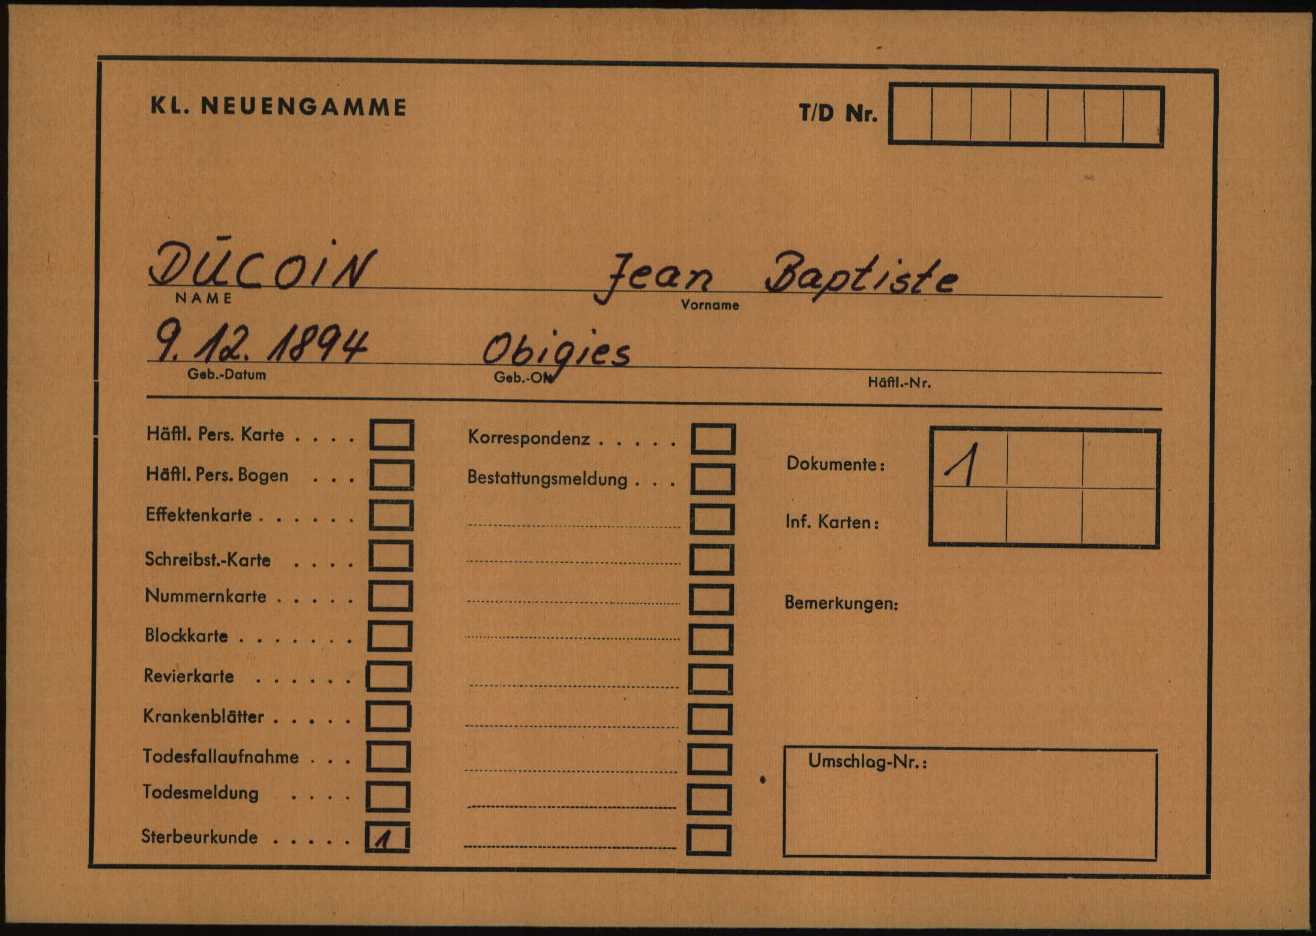 KL. NEUENGAMME
T/D Nr.
DŪCOIN Jean Baptiste
NAME Vorname
9.12.1894 Obigies
Geb.-Datum Geb.-Ort Häftl.-Nr.
Häftl. Pers. Karte . . . .
Häftl. Pers. Bogen . . .
Effektenkarte . . . . . .
Schreibst.-Karte . . . .
Nummernkarte . . . . .
Blockkarte . . . . . . .
Revierkarte . . . . . .
Krankenblätter . . . . .
Todesfallaufnahme . . .
Todesmeldung . . . .
Sterbeurkunde . . . . . 1
Korrespondenz . . . . .
Bestattungsmeldung . . .
Dokumente: 1
Inf. Karten:
Bemerkungen:
Umschlag-Nr.: